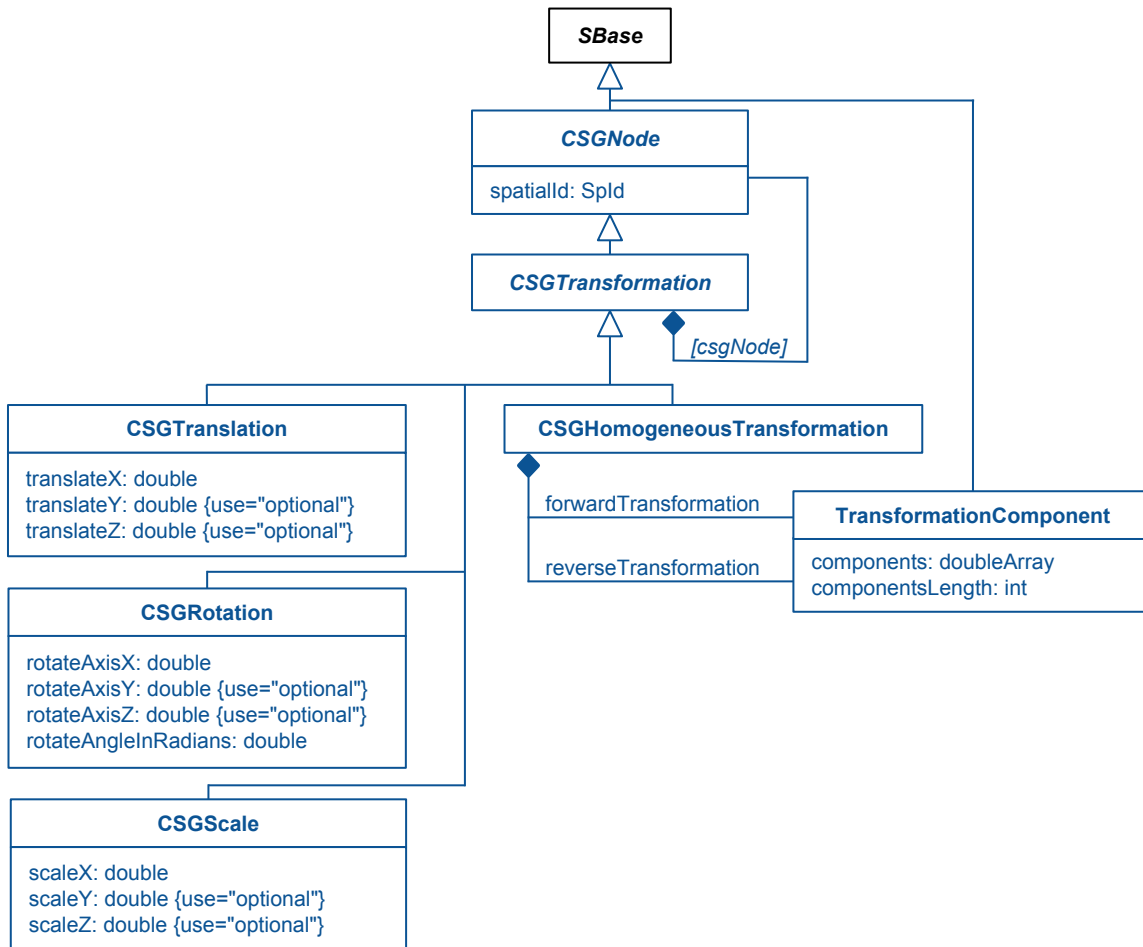 SBase
CSGNode
spatialId: SpId
CSGTransformation
[csgNode]
CSGTranslation
translateX: double
translateY: double {use="optional"}
translateZ: double {use="optional"}
CSGHomogeneousTransformation
forwardTransformation
reverseTransformation
TransformationComponent
components: doubleArray
componentsLength: int
CSGRotation
rotateAxisX: double
rotateAxisY: double {use="optional"}
rotateAxisZ: double {use="optional"}
rotateAngleInRadians: double
CSGScale
scaleX: double
scaleY: double {use="optional"}
scaleZ: double {use="optional"}